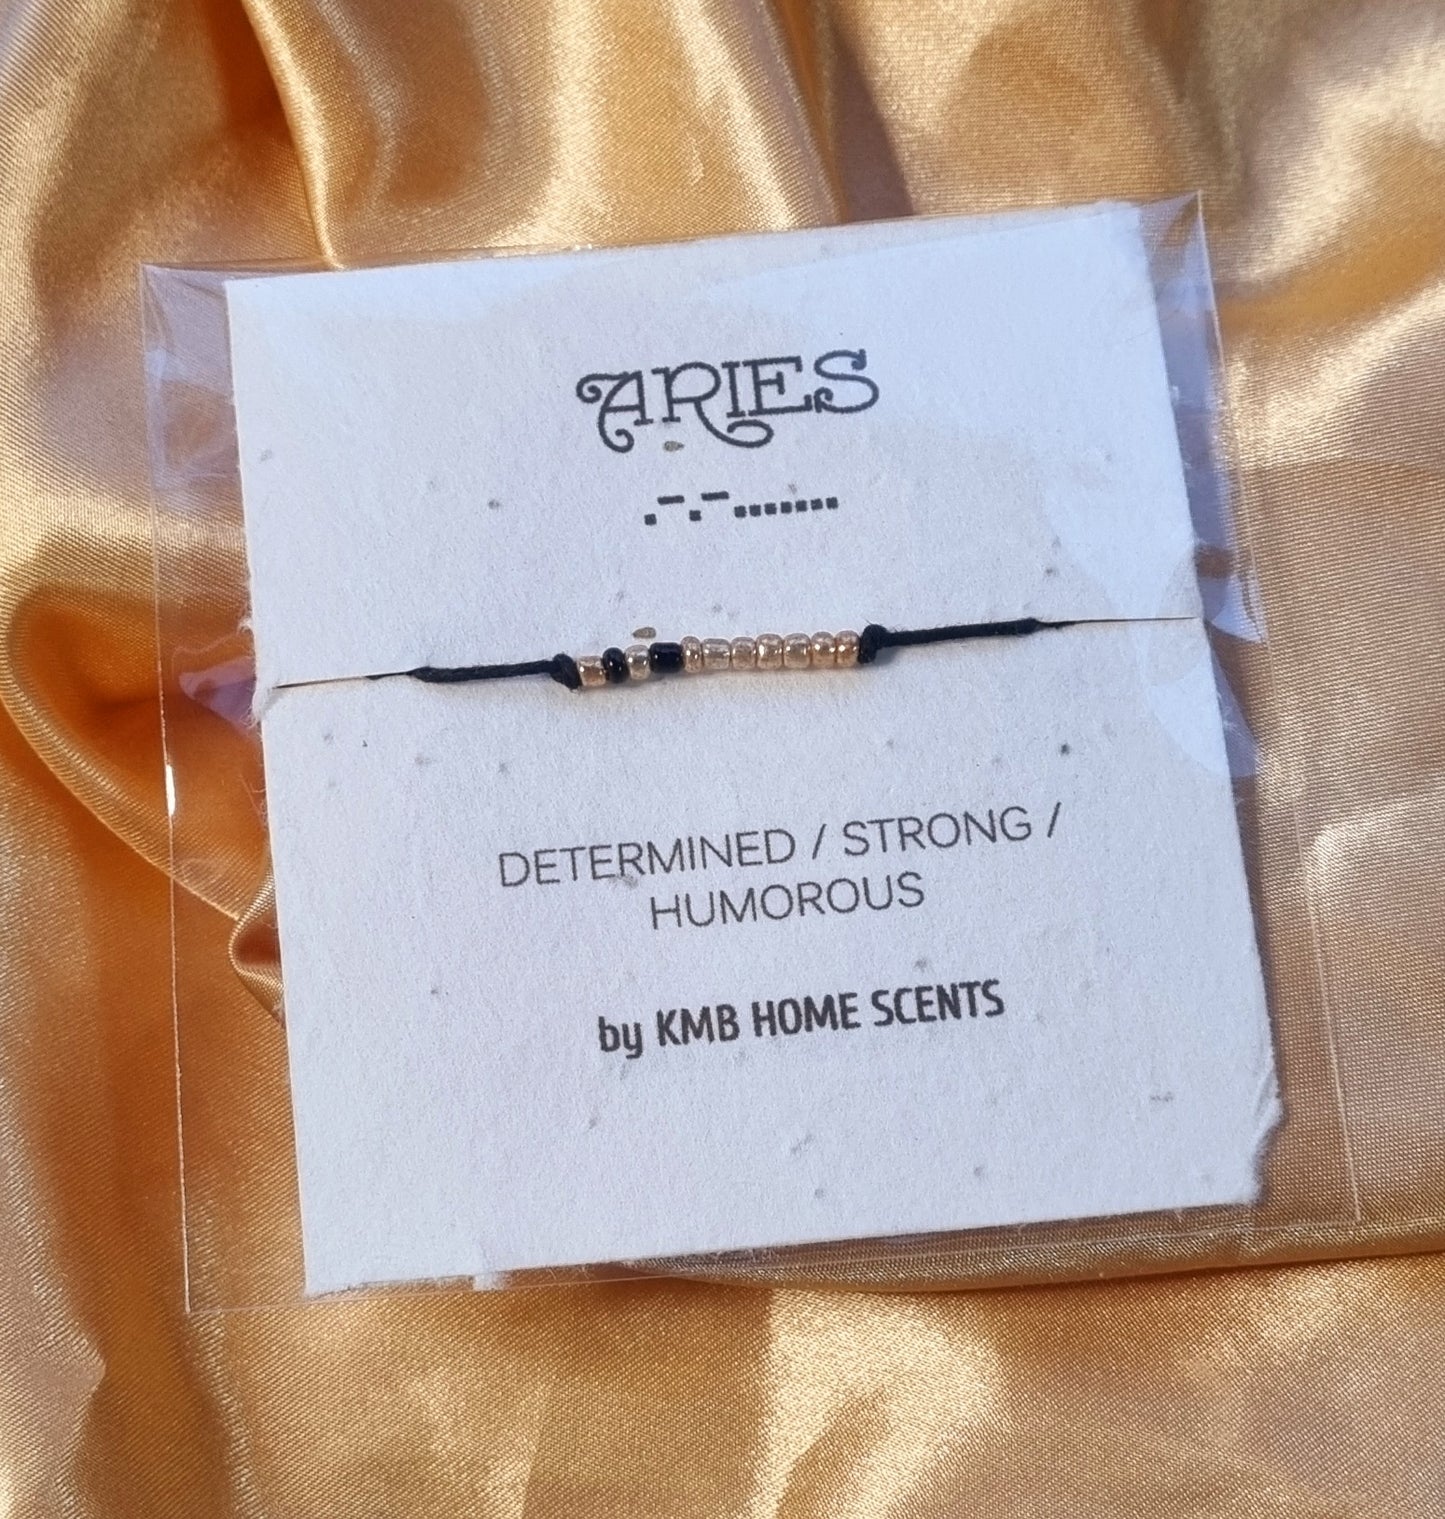 ARIES
.-.-.......
DETERMINED / STRONG /
HUMOROUS
by KMB HOME SCENTS